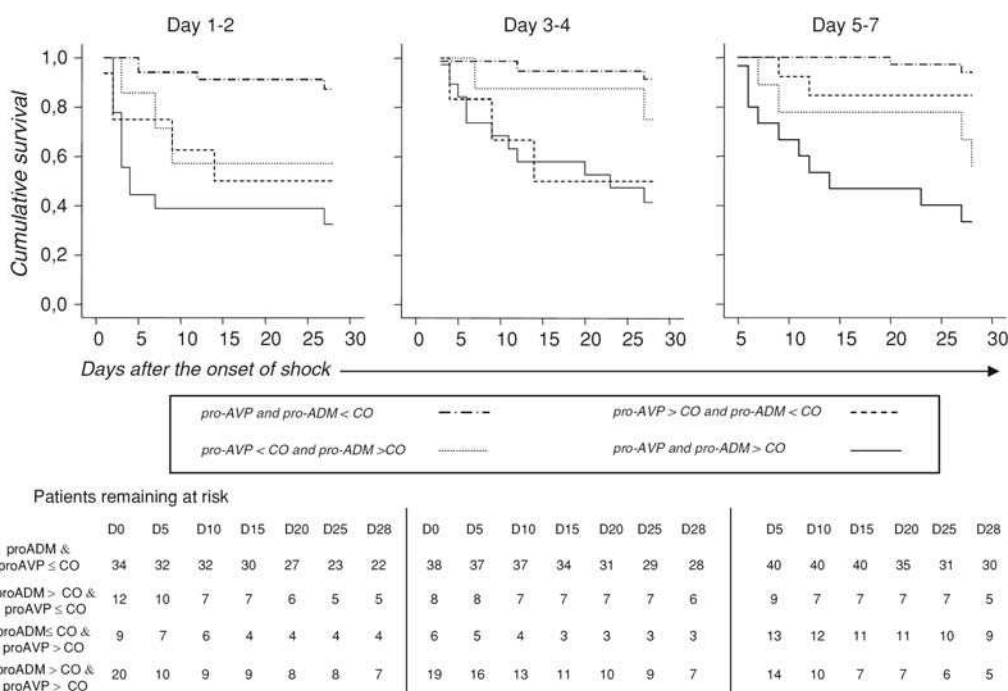 Day 1-2 Day 3-4 Day 5-7
Cumulative survival
1,0
0,8
0,6
0,4
0,2
0,0
0 5 10 15 20 25 30 0 5 10 15 20 25 30 5 10 15 20 25 30
Days after the onset of shock
pro-AVP and pro-ADM < CO pro-AVP > CO and pro-ADM < CO
pro-AVP < CO and pro-ADM >CO pro-AVP and pro-ADM > CO
Patients remaining at risk
D0 D5 D10 D15 D20 D25 D28 D0 D5 D10 D15 D20 D25 D28 D5 D10 D15 D20 D25 D28
proADM &
proAVP ≤ CO 34 32 32 30 27 23 22 38 37 37 34 31 29 28 40 40 40 35 31 30
proADM > CO &
proAVP ≤ CO 12 10 7 7 6 5 5 8 8 7 7 7 7 6 9 7 7 7 7 5
proADM≤ CO &
proAVP > CO 9 7 6 4 4 4 4 6 5 4 3 3 3 3 13 12 11 11 10 9
proADM > CO &
proAVP > CO 20 10 9 9 8 8 7 19 16 13 11 10 9 7 14 10 7 7 6 5